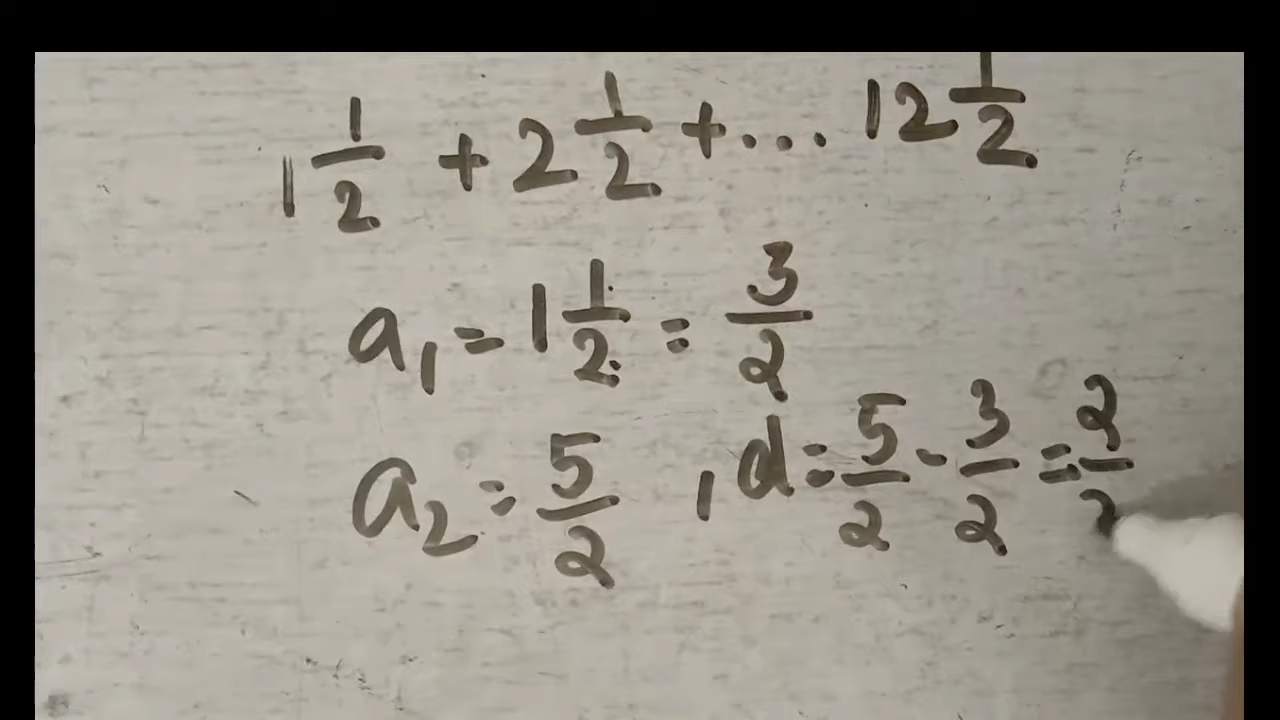 1 1/2 + 2 1/2 + ... 12 1/2
a₁ = 1 1/2 = 3/2
a₂ = 5/2 , d = 5/2 - 3/2 = 2/2